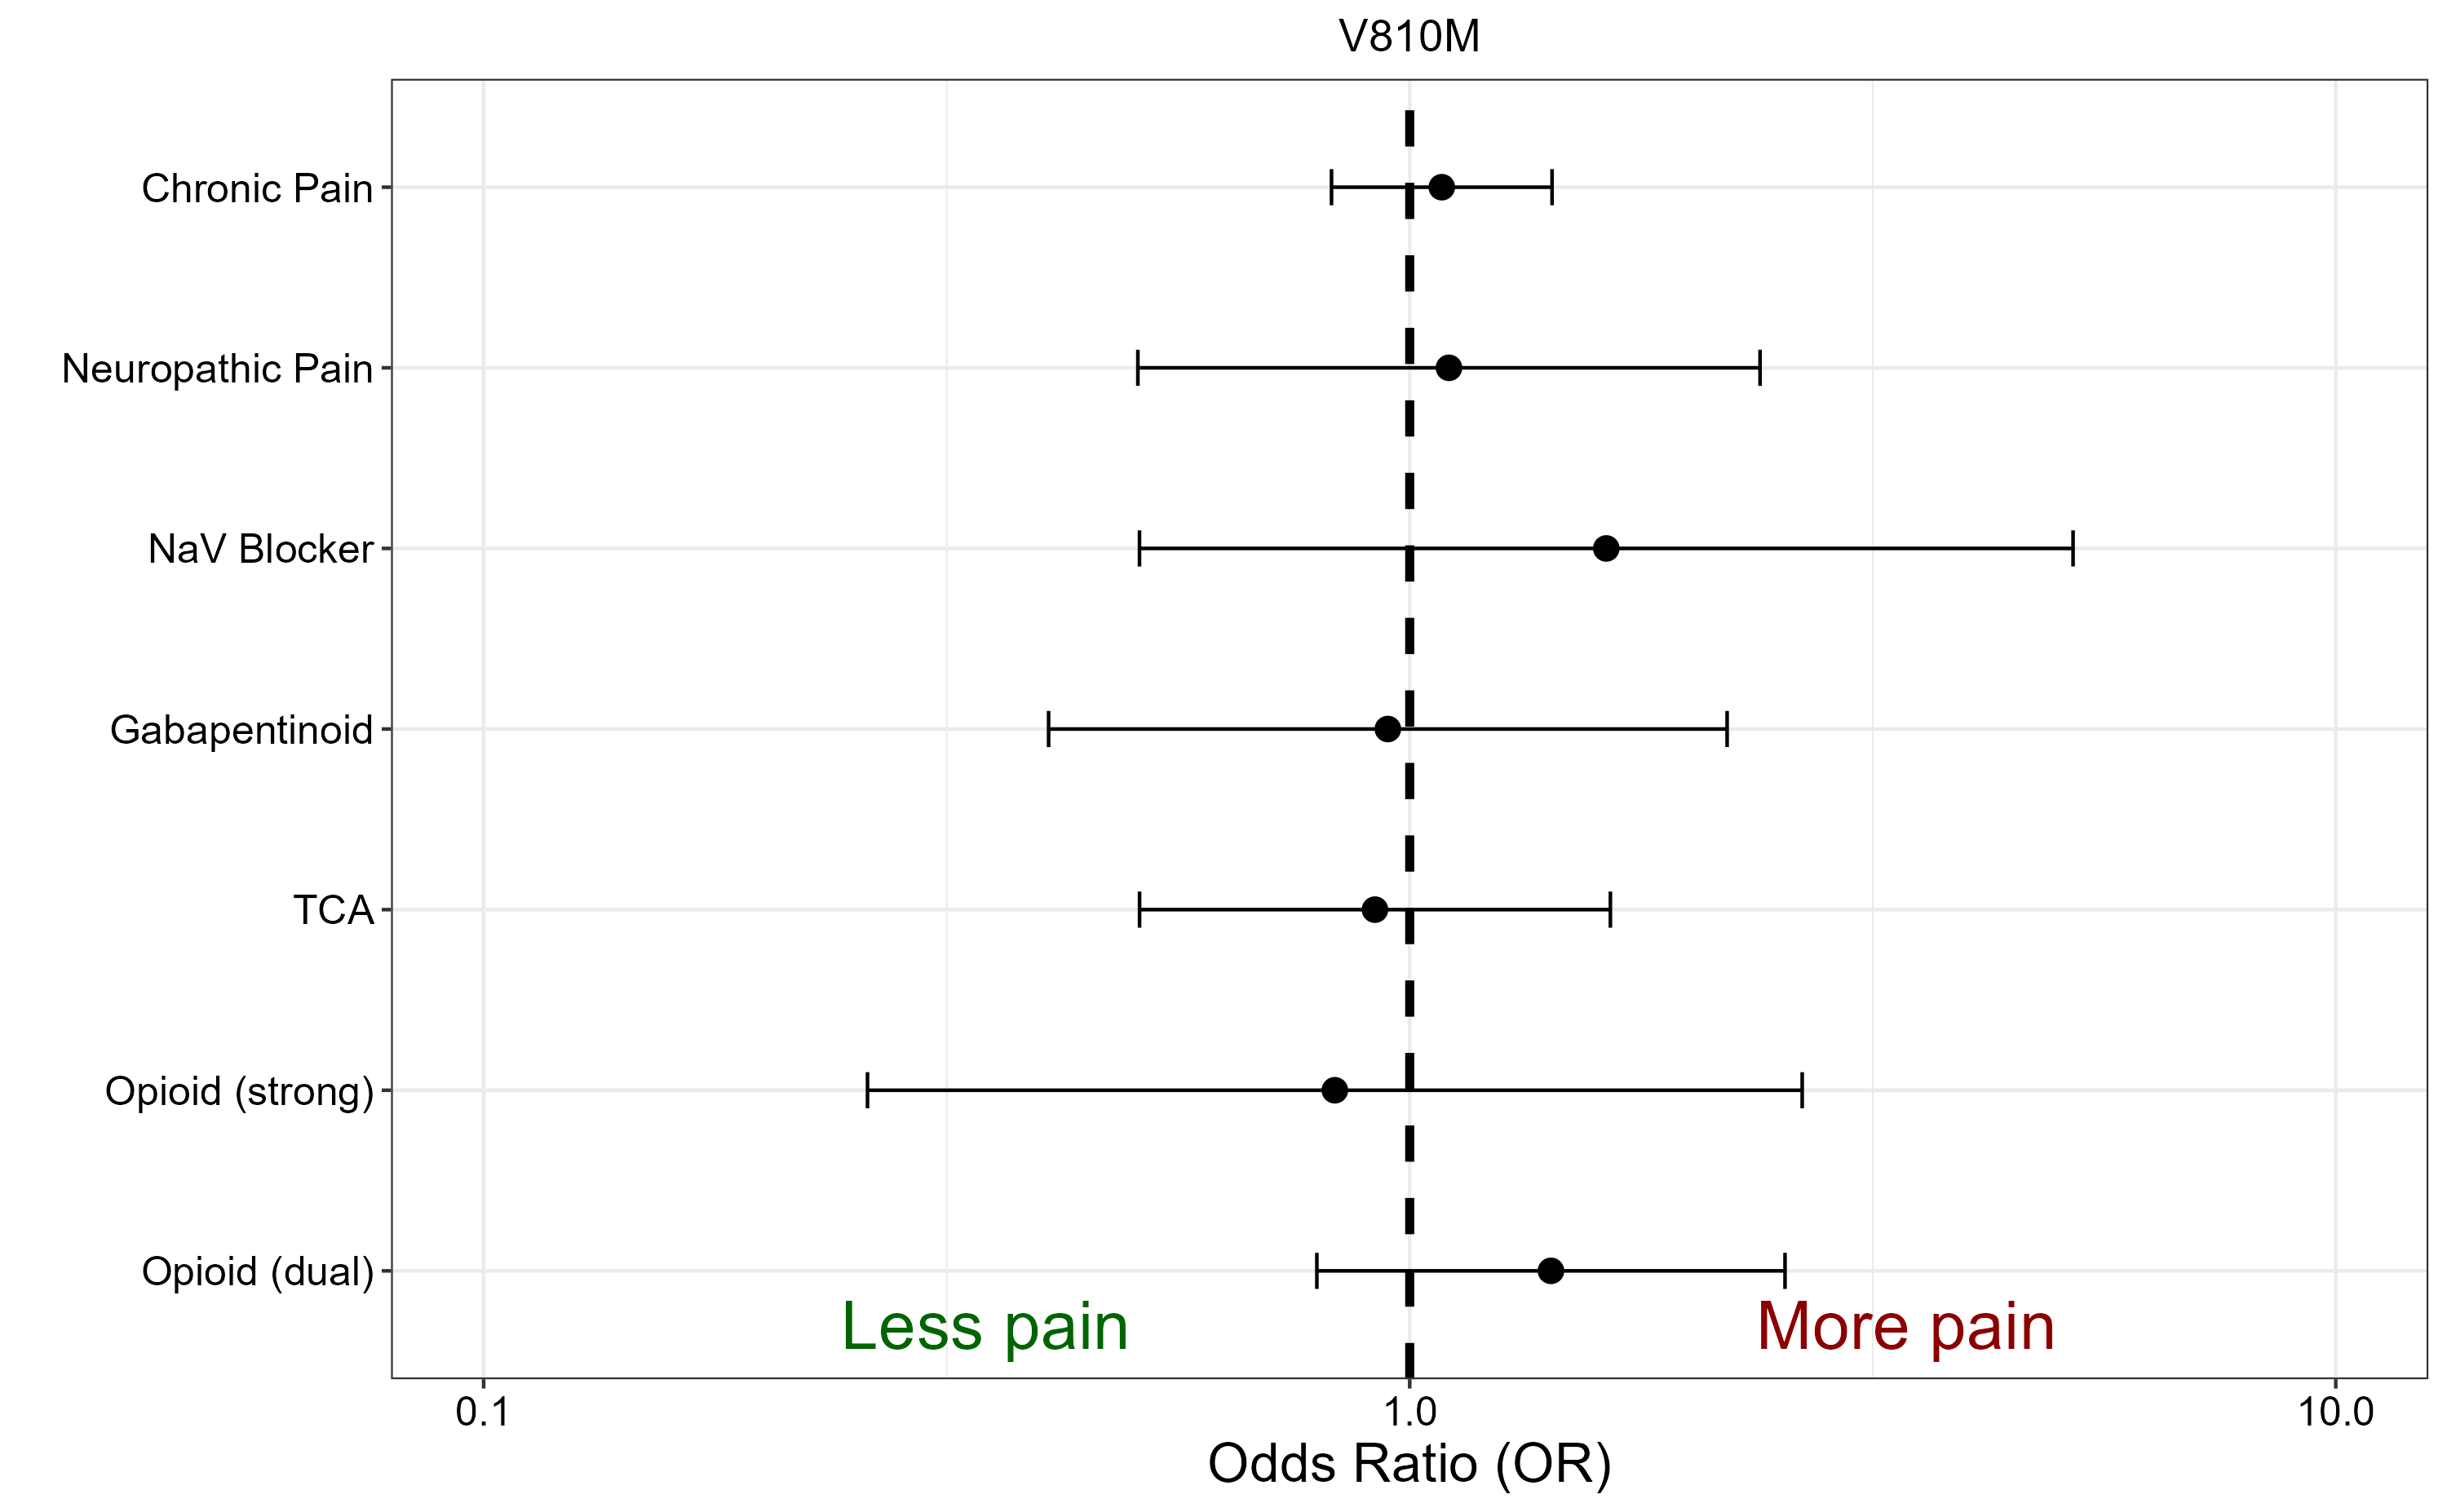 V810M
Chronic Pain
Neuropathic Pain
NaV Blocker
Gabapentinoid
TCA
Opioid (strong)
Opioid (dual)
Less pain
More pain
0.1
1.0
10.0
Odds Ratio (OR)